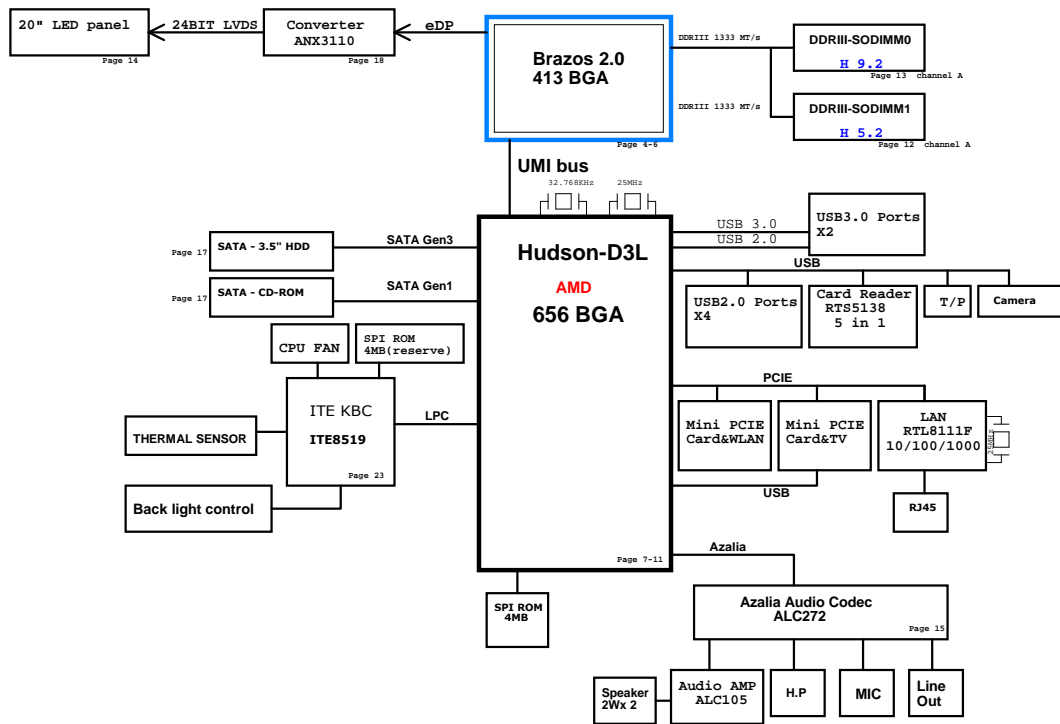 20" LED panel
Page 14
24BIT LVDS
Converter
ANX3110
Page 18
eDP
Brazos 2.0
413 BGA
Page 4-6
DDRIII 1333 MT/s
DDRIII-SODIMM0
H 9.2
Page 13 channel A
DDRIII 1333 MT/s
DDRIII-SODIMM1
H 5.2
Page 12 channel A
UMI bus
32.768KHz
25MHz
Hudson-D3L
AMD
656 BGA
Page 7-11
Page 17
SATA - 3.5" HDD
SATA Gen3
Page 17
SATA - CD-ROM
SATA Gen1
CPU FAN
SPI ROM
4MB(reserve)
ITE KBC
ITE8519
Page 23
LPC
THERMAL SENSOR
Back light control
SPI ROM
4MB
USB 3.0
USB 2.0
USB3.0 Ports
X2
USB
USB2.0 Ports
X4
Card Reader
RTS5138
5 in 1
T/P
Camera
PCIE
Mini PCIE
Card&WLAN
Mini PCIE
Card&TV
LAN
RTL8111F
10/100/1000
25MHz
USB
RJ45
Azalia
Azalia Audio Codec
ALC272
Page 15
Speaker
2Wx 2
Audio AMP
ALC105
H.P
MIC
Line
Out